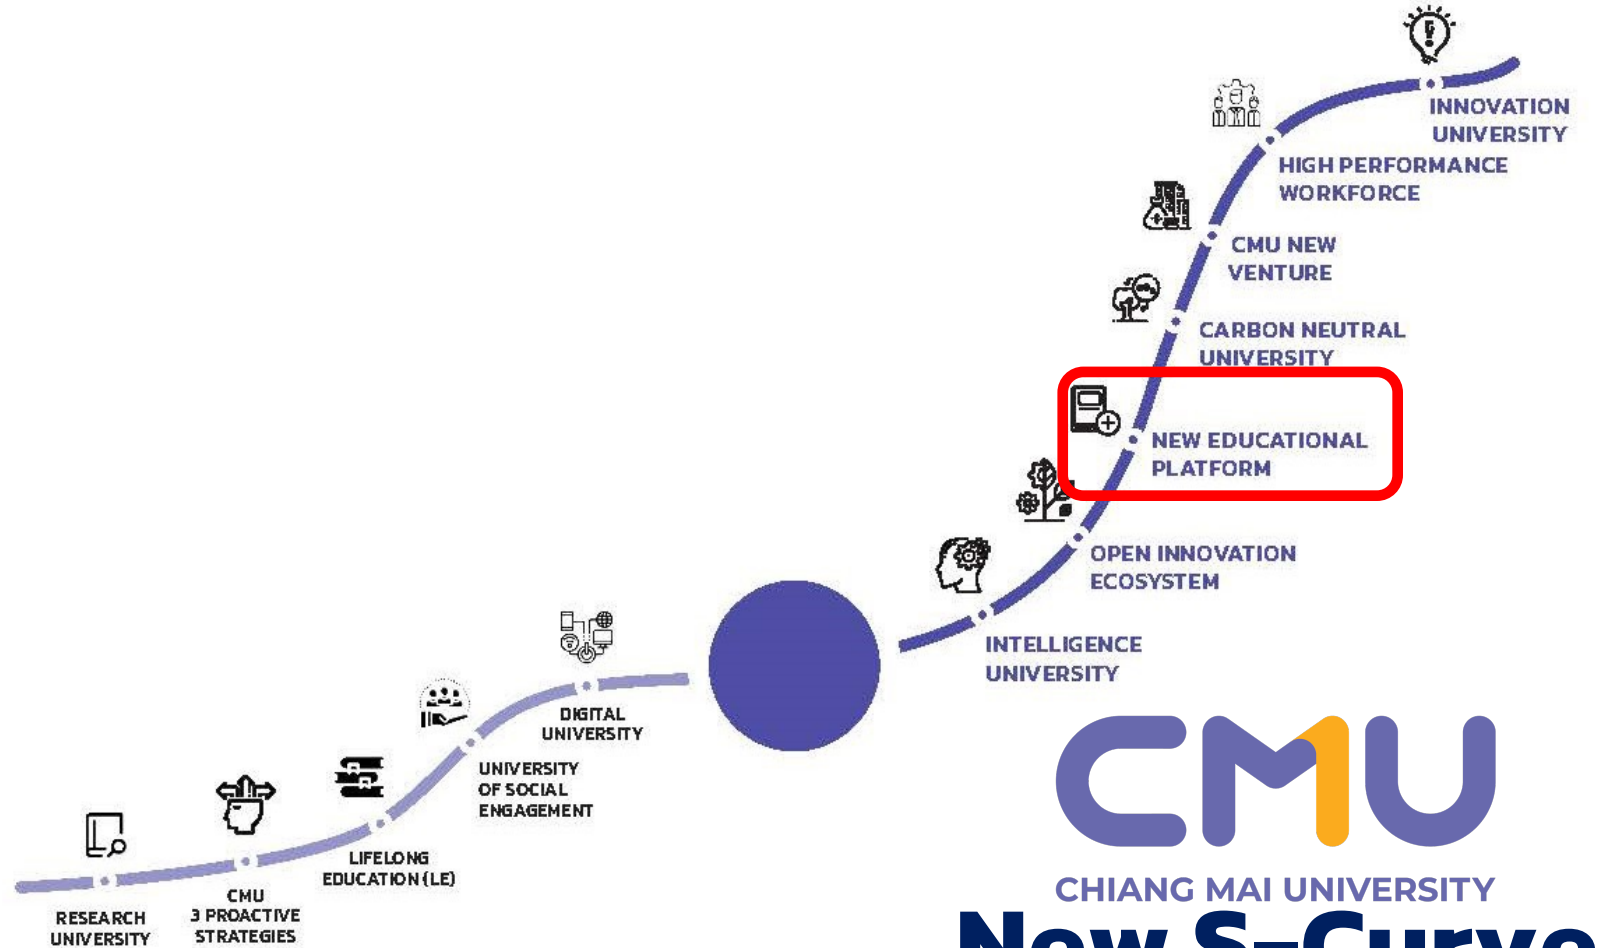 RESEARCH
UNIVERSITY
CMU
3 PROACTIVE
STRATEGIES
LIFELONG
EDUCATION (LE)
UNIVERSITY
OF SOCIAL
ENGAGEMENT
DIGITAL
UNIVERSITY
INTELLIGENCE
UNIVERSITY
OPEN INNOVATION
ECOSYSTEM
NEW EDUCATIONAL
PLATFORM
CARBON NEUTRAL
UNIVERSITY
CMU NEW
VENTURE
HIGH PERFORMANCE
WORKFORCE
INNOVATION
UNIVERSITY
CMU
CHIANG MAI UNIVERSITY
New S-Curve